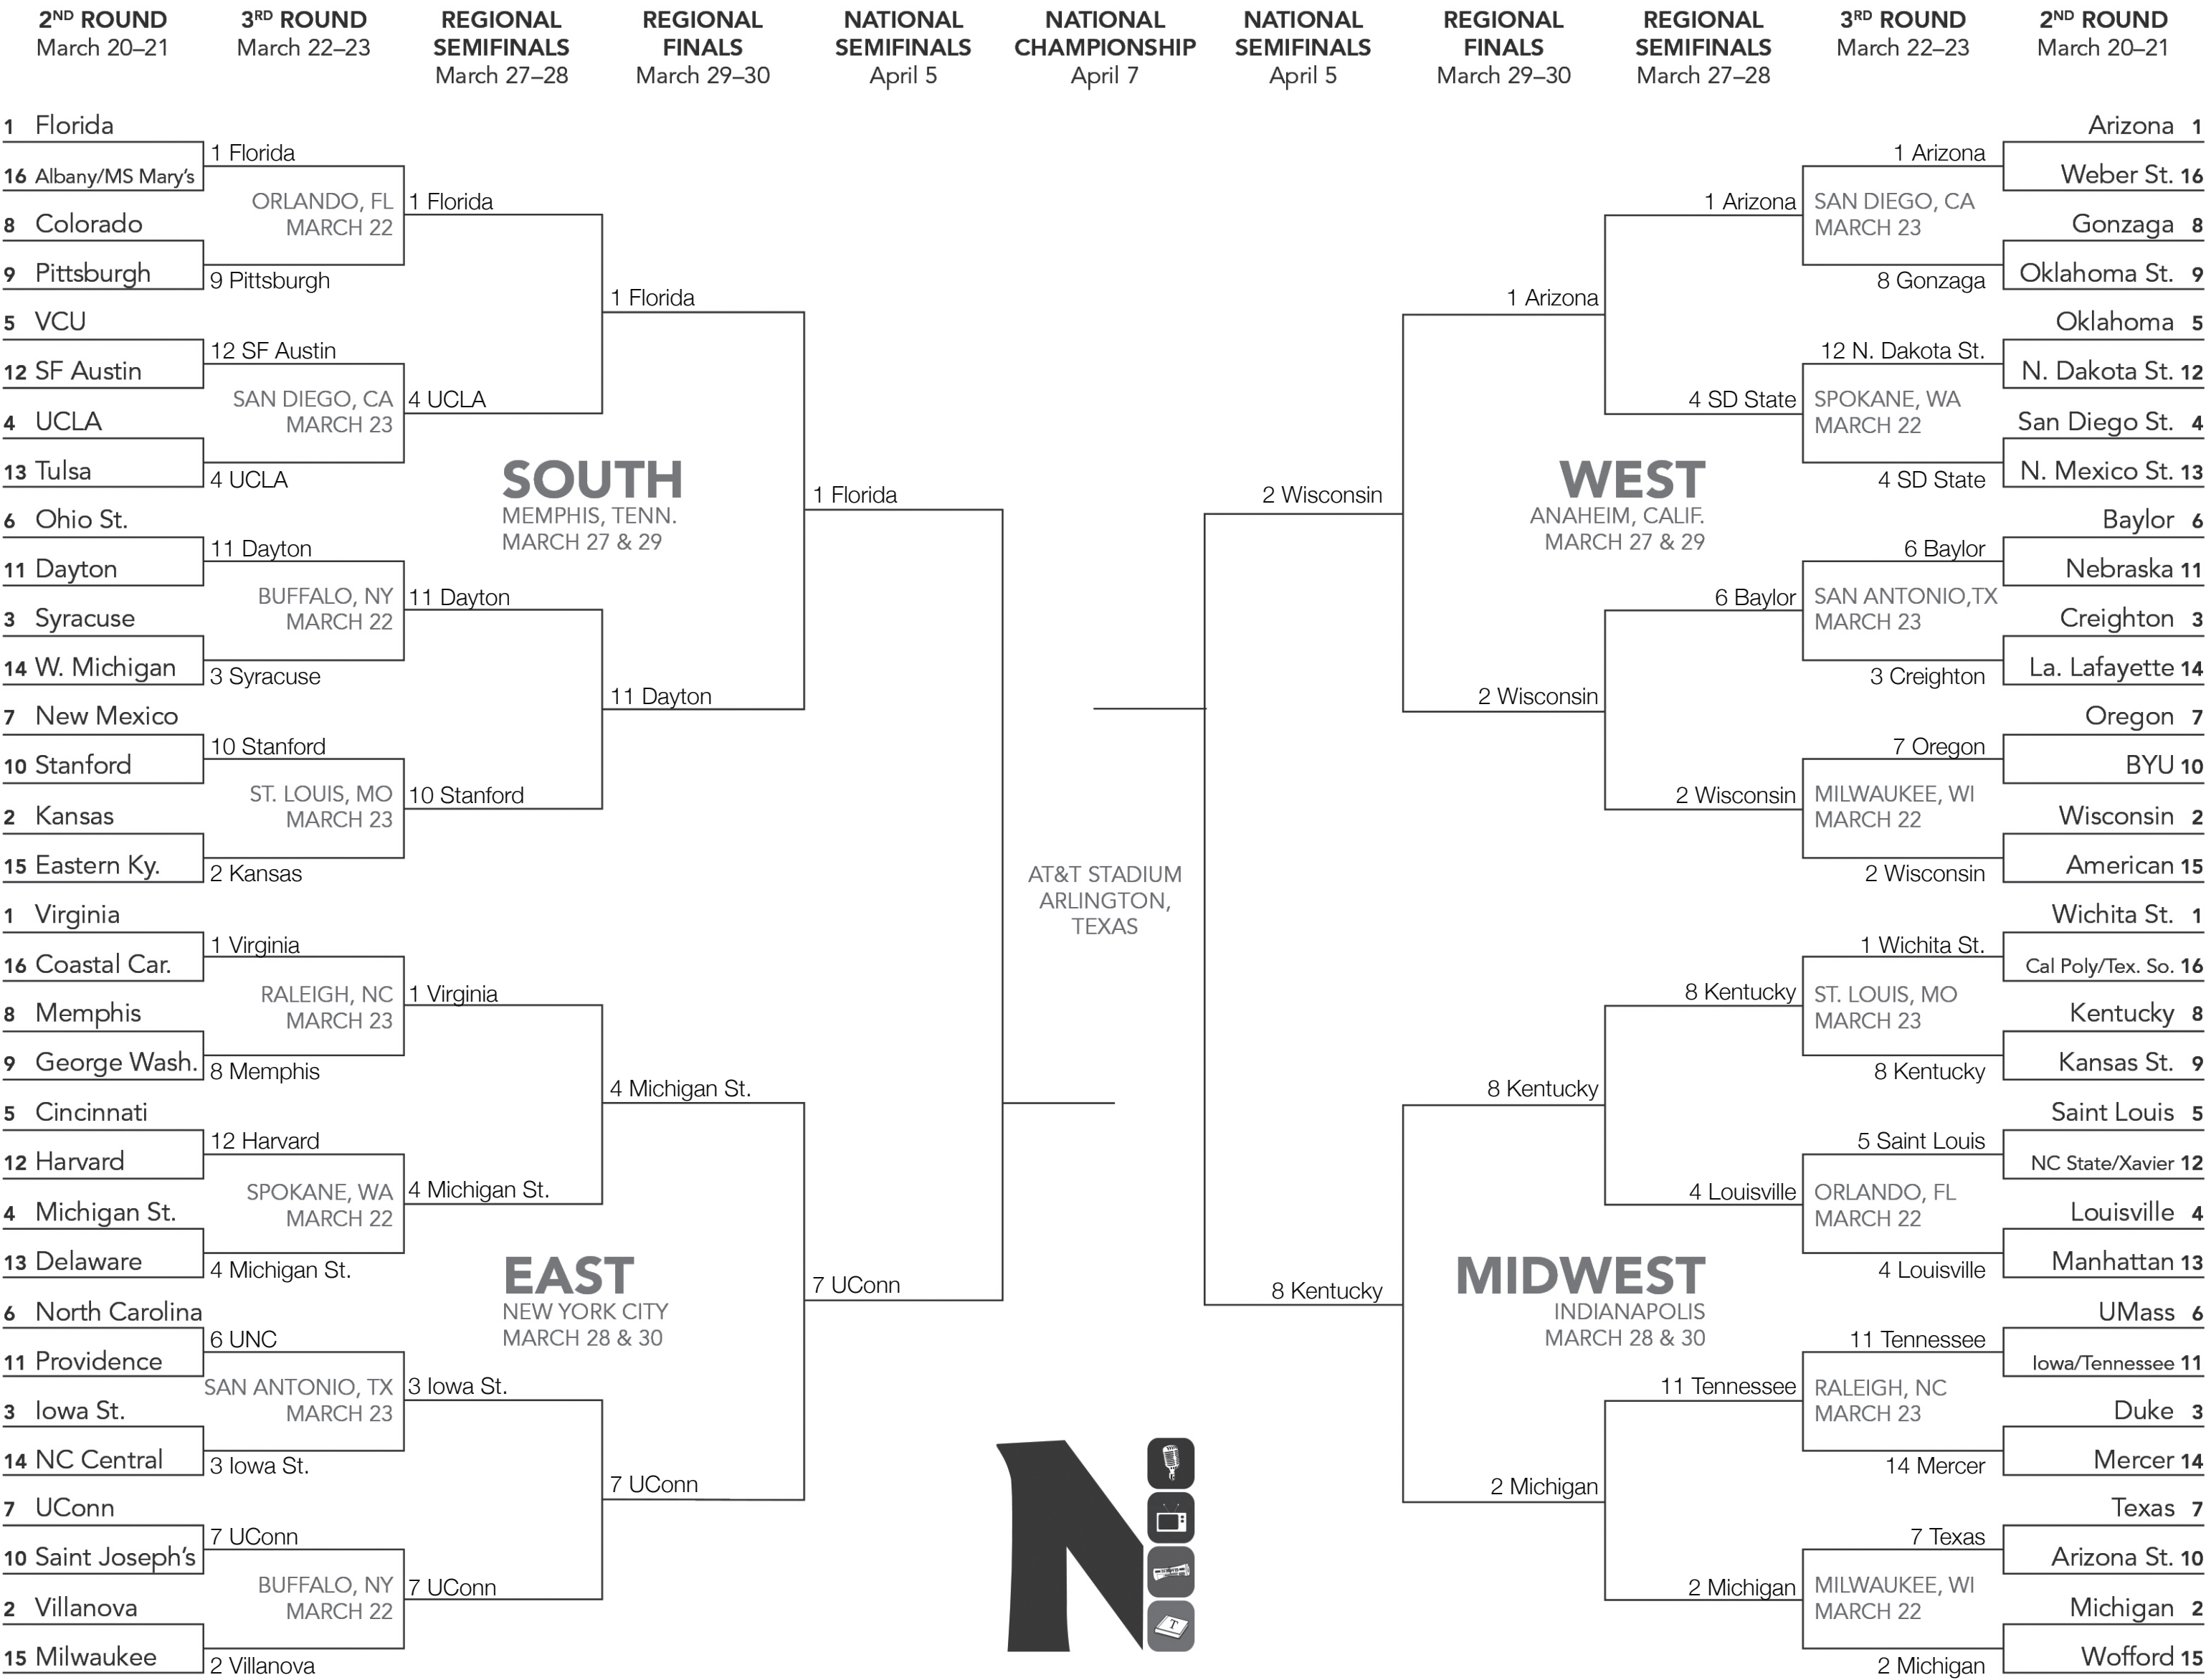 2ND ROUND
March 20–21
3RD ROUND
March 22–23
REGIONAL
SEMIFINALS
March 27–28
REGIONAL
FINALS
March 29–30
NATIONAL
SEMIFINALS
April 5
NATIONAL
CHAMPIONSHIP
April 7
NATIONAL
SEMIFINALS
April 5
REGIONAL
FINALS
March 29–30
REGIONAL
SEMIFINALS
March 27–28
3RD ROUND
March 22–23
2ND ROUND
March 20–21
1 Florida
16 Albany/MS Mary's
8 Colorado
9 Pittsburgh
5 VCU
12 SF Austin
4 UCLA
13 Tulsa
6 Ohio St.
11 Dayton
3 Syracuse
14 W. Michigan
7 New Mexico
10 Stanford
2 Kansas
15 Eastern Ky.
1 Florida
ORLANDO, FL
MARCH 22
9 Pittsburgh
12 SF Austin
SAN DIEGO, CA
MARCH 23
4 UCLA
11 Dayton
BUFFALO, NY
MARCH 22
3 Syracuse
10 Stanford
ST. LOUIS, MO
MARCH 23
2 Kansas
1 Florida
4 UCLA
11 Dayton
10 Stanford
SOUTH
MEMPHIS, TENN.
MARCH 27 & 29
1 Florida
11 Dayton
1 Florida
1 Virginia
16 Coastal Car.
8 Memphis
9 George Wash.
5 Cincinnati
12 Harvard
4 Michigan St.
13 Delaware
6 North Carolina
11 Providence
3 Iowa St.
14 NC Central
7 UConn
10 Saint Joseph's
2 Villanova
15 Milwaukee
1 Virginia
RALEIGH, NC
MARCH 23
8 Memphis
12 Harvard
SPOKANE, WA
MARCH 22
4 Michigan St.
6 UNC
SAN ANTONIO, TX
MARCH 23
3 Iowa St.
7 UConn
BUFFALO, NY
MARCH 22
2 Villanova
1 Virginia
4 Michigan St.
3 Iowa St.
7 UConn
EAST
NEW YORK CITY
MARCH 28 & 30
4 Michigan St.
7 UConn
7 UConn
AT&T STADIUM
ARLINGTON,
TEXAS
N
T
2 Wisconsin
1 Arizona
2 Wisconsin
WEST
ANAHEIM, CALIF.
MARCH 27 & 29
1 Arizona
4 SD State
6 Baylor
2 Wisconsin
1 Arizona
SAN DIEGO, CA
MARCH 23
8 Gonzaga
12 N. Dakota St.
SPOKANE, WA
MARCH 22
4 SD State
6 Baylor
SAN ANTONIO,TX
MARCH 23
3 Creighton
7 Oregon
MILWAUKEE, WI
MARCH 22
2 Wisconsin
Arizona 1
Weber St. 16
Gonzaga 8
Oklahoma St. 9
Oklahoma 5
N. Dakota St. 12
San Diego St. 4
N. Mexico St. 13
Baylor 6
Nebraska 11
Creighton 3
La. Lafayette 14
Oregon 7
BYU 10
Wisconsin 2
American 15
8 Kentucky
8 Kentucky
2 Michigan
MIDWEST
INDIANAPOLIS
MARCH 28 & 30
8 Kentucky
4 Louisville
11 Tennessee
2 Michigan
1 Wichita St.
ST. LOUIS, MO
MARCH 23
8 Kentucky
5 Saint Louis
ORLANDO, FL
MARCH 22
4 Louisville
11 Tennessee
RALEIGH, NC
MARCH 23
14 Mercer
7 Texas
MILWAUKEE, WI
MARCH 22
2 Michigan
Wichita St. 1
Cal Poly/Tex. So. 16
Kentucky 8
Kansas St. 9
Saint Louis 5
NC State/Xavier 12
Louisville 4
Manhattan 13
UMass 6
Iowa/Tennessee 11
Duke 3
Mercer 14
Texas 7
Arizona St. 10
Michigan 2
Wofford 15